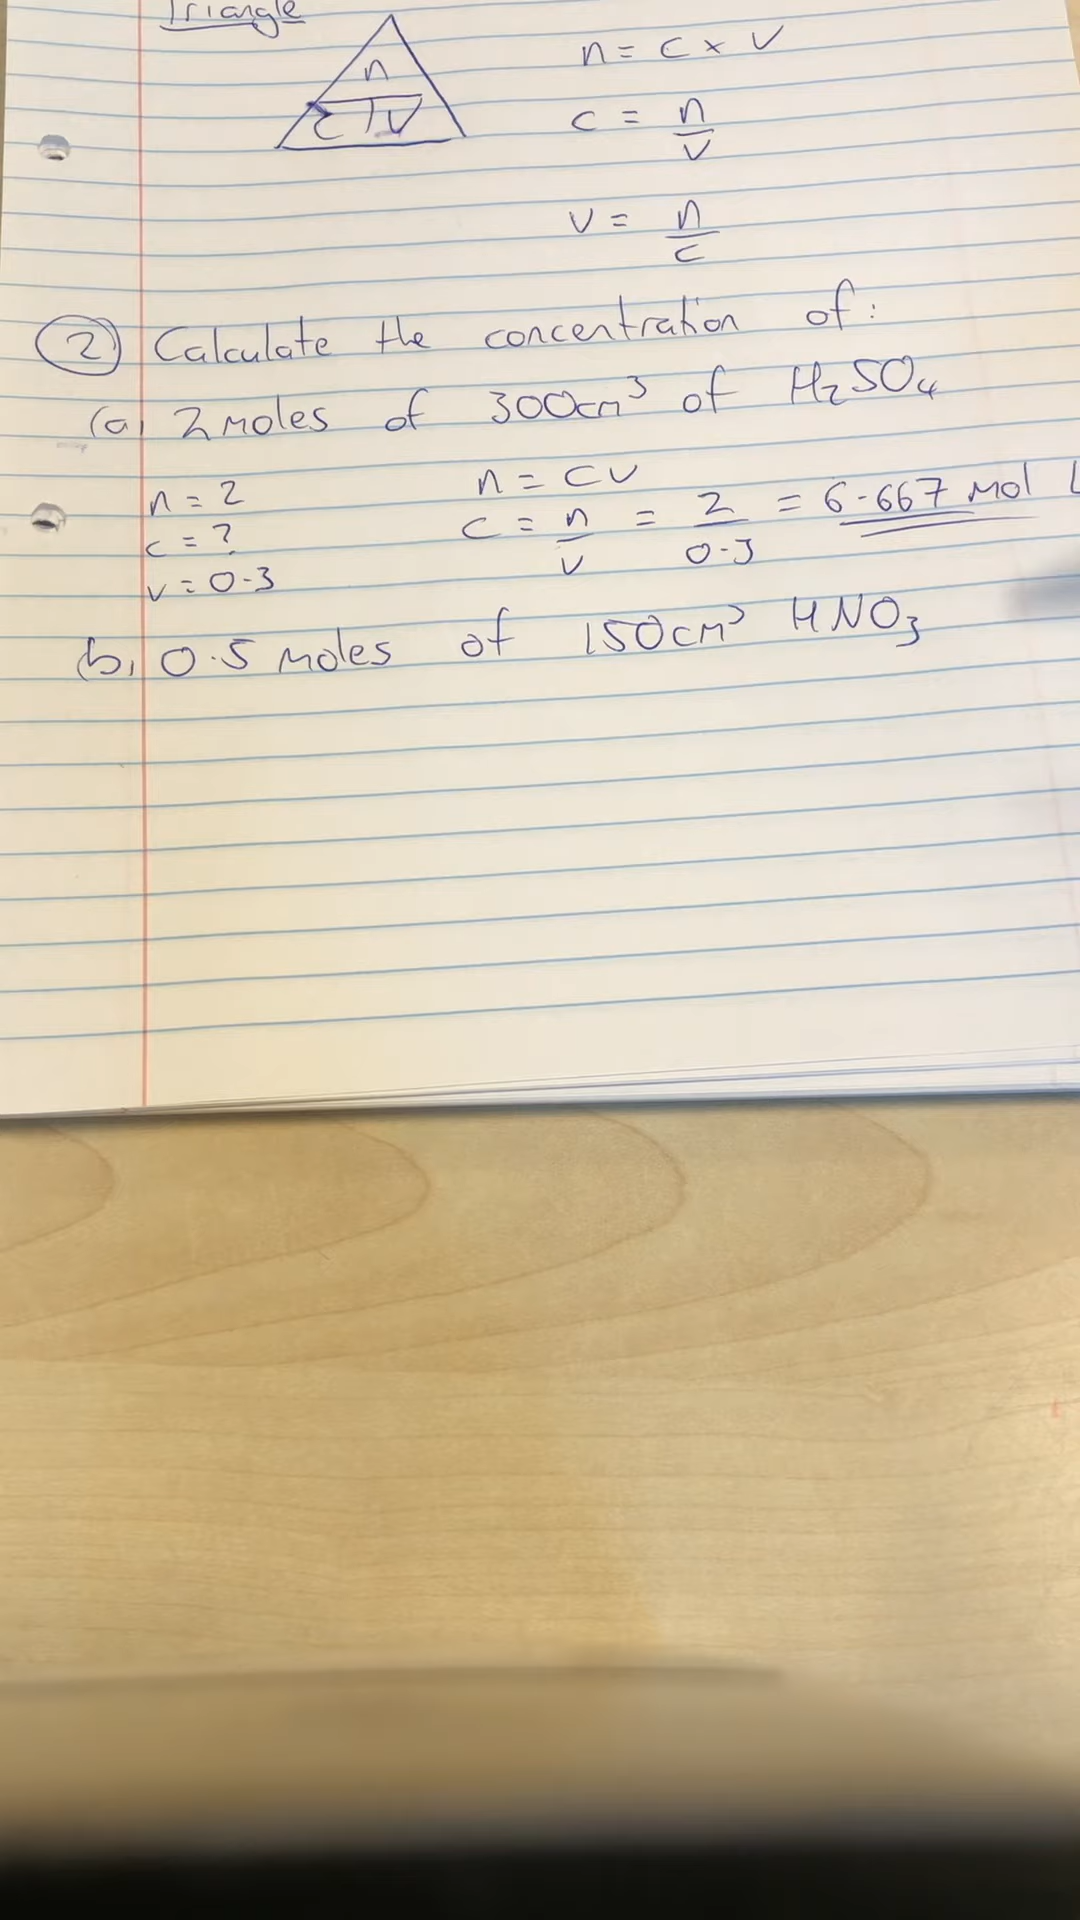 Triangle
n
c v
n = c x v
c = n/v
v = n/c
2 Calculate the concentration of:
(a) 2 moles of 300cm³ of H₂SO₄
n = 2
c = ?
v = 0.3
n = cv
c = n/v = 2/0.3 = 6.667 mol L
(b) 0.5 moles of 150cm³ HNO₃